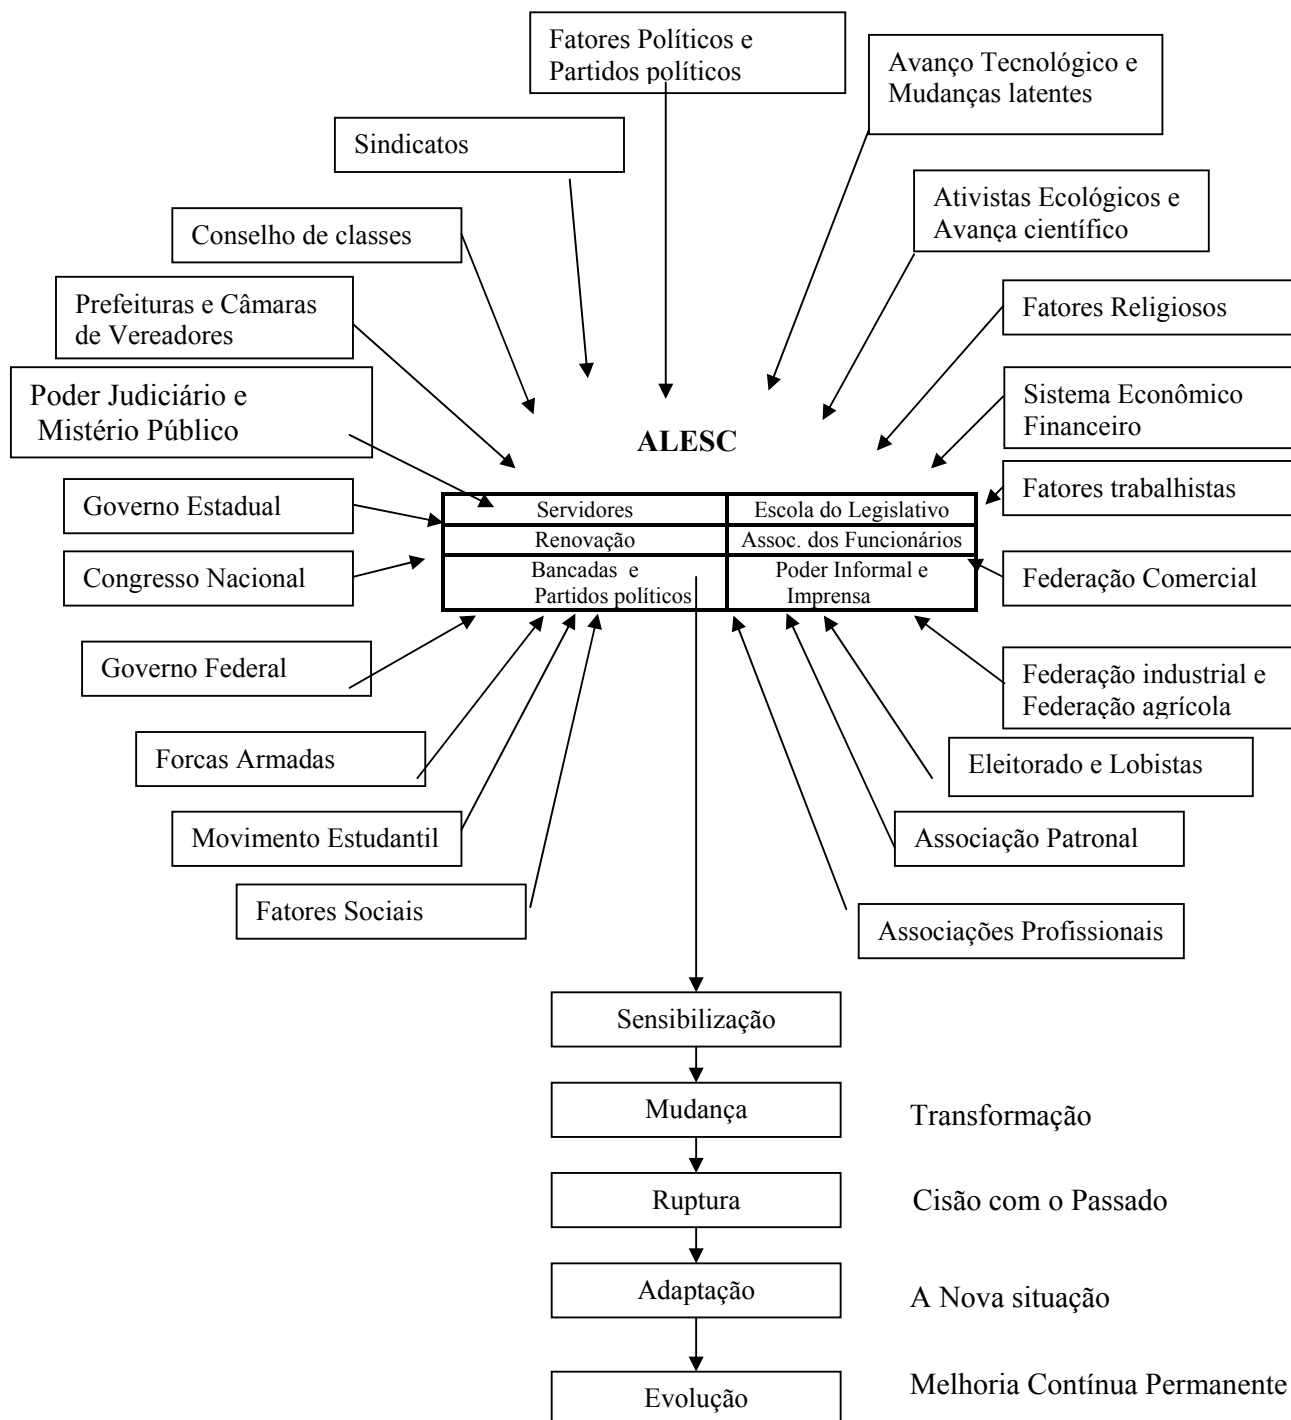 Fatores Políticos e
Partidos políticos
Avanço Tecnológico e
Mudanças latentes
Sindicatos
Ativistas Ecológicos e
Avança científico
Conselho de classes
Prefeituras e Câmaras
de Vereadores
Fatores Religiosos
Poder Judiciário e
Mistério Público
Sistema Econômico
Financeiro
ALESC
Governo Estadual
Fatores trabalhistas
Servidores
Escola do Legislativo
Renovação
Assoc. dos Funcionários
Bancadas e
Partidos políticos
Poder Informal e
Imprensa
Congresso Nacional
Federação Comercial
Governo Federal
Federação industrial e
Federação agrícola
Forcas Armadas
Eleitorado e Lobistas
Movimento Estudantil
Associação Patronal
Fatores Sociais
Associações Profissionais
Sensibilização
Mudança
Transformação
Ruptura
Cisão com o Passado
Adaptação
A Nova situação
Evolução
Melhoria Contínua Permanente